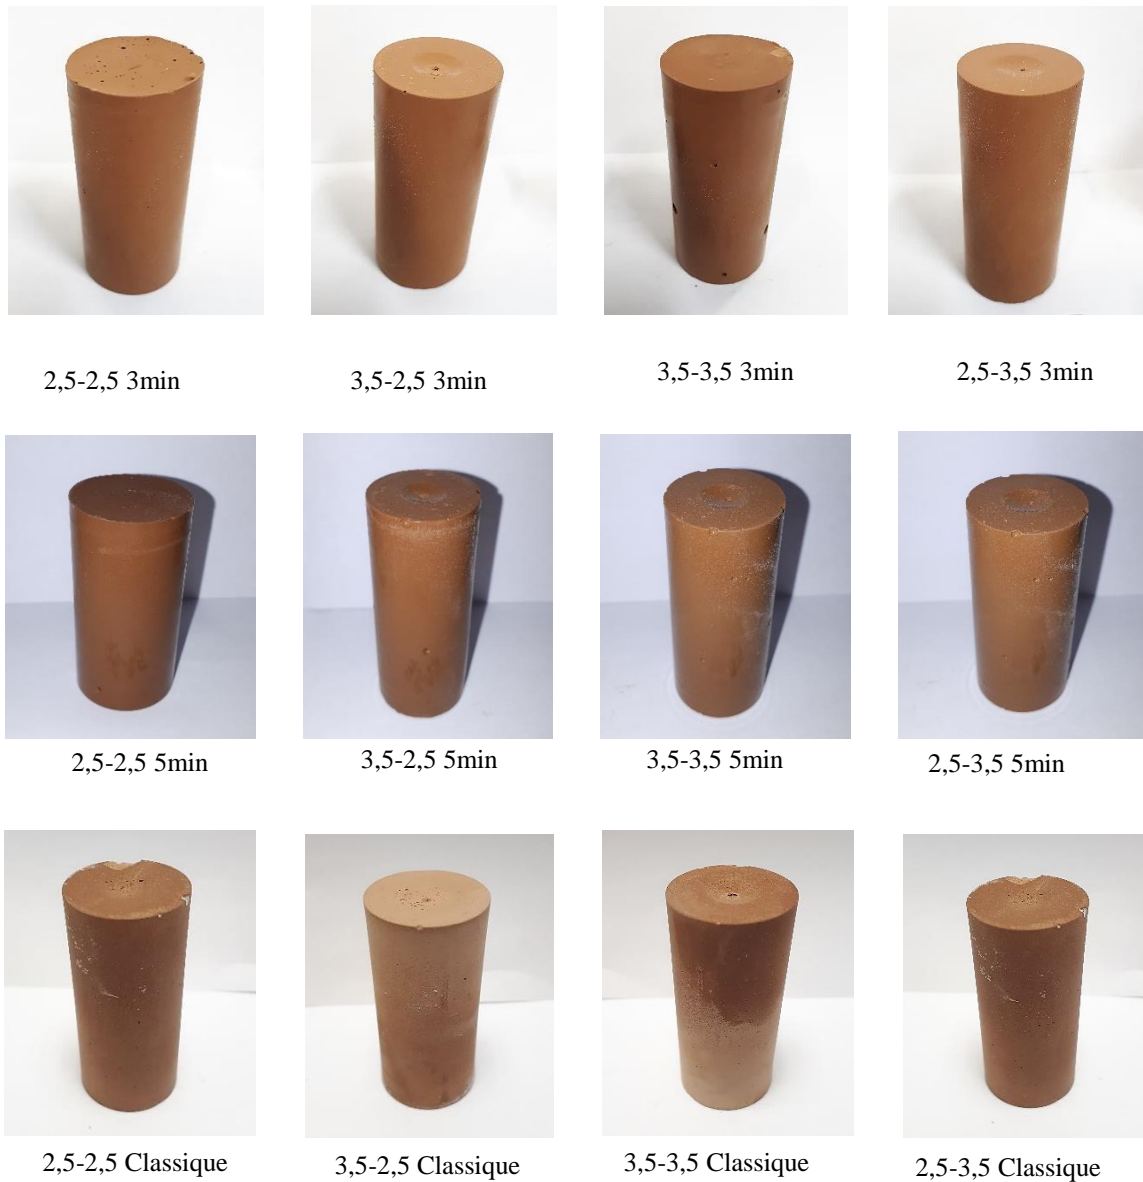 2,5-2,5 3min
3,5-2,5 3min
3,5-3,5 3min
2,5-3,5 3min
2,5-2,5 5min
3,5-2,5 5min
3,5-3,5 5min
2,5-3,5 5min
2,5-2,5 Classique
3,5-2,5 Classique
3,5-3,5 Classique
2,5-3,5 Classique